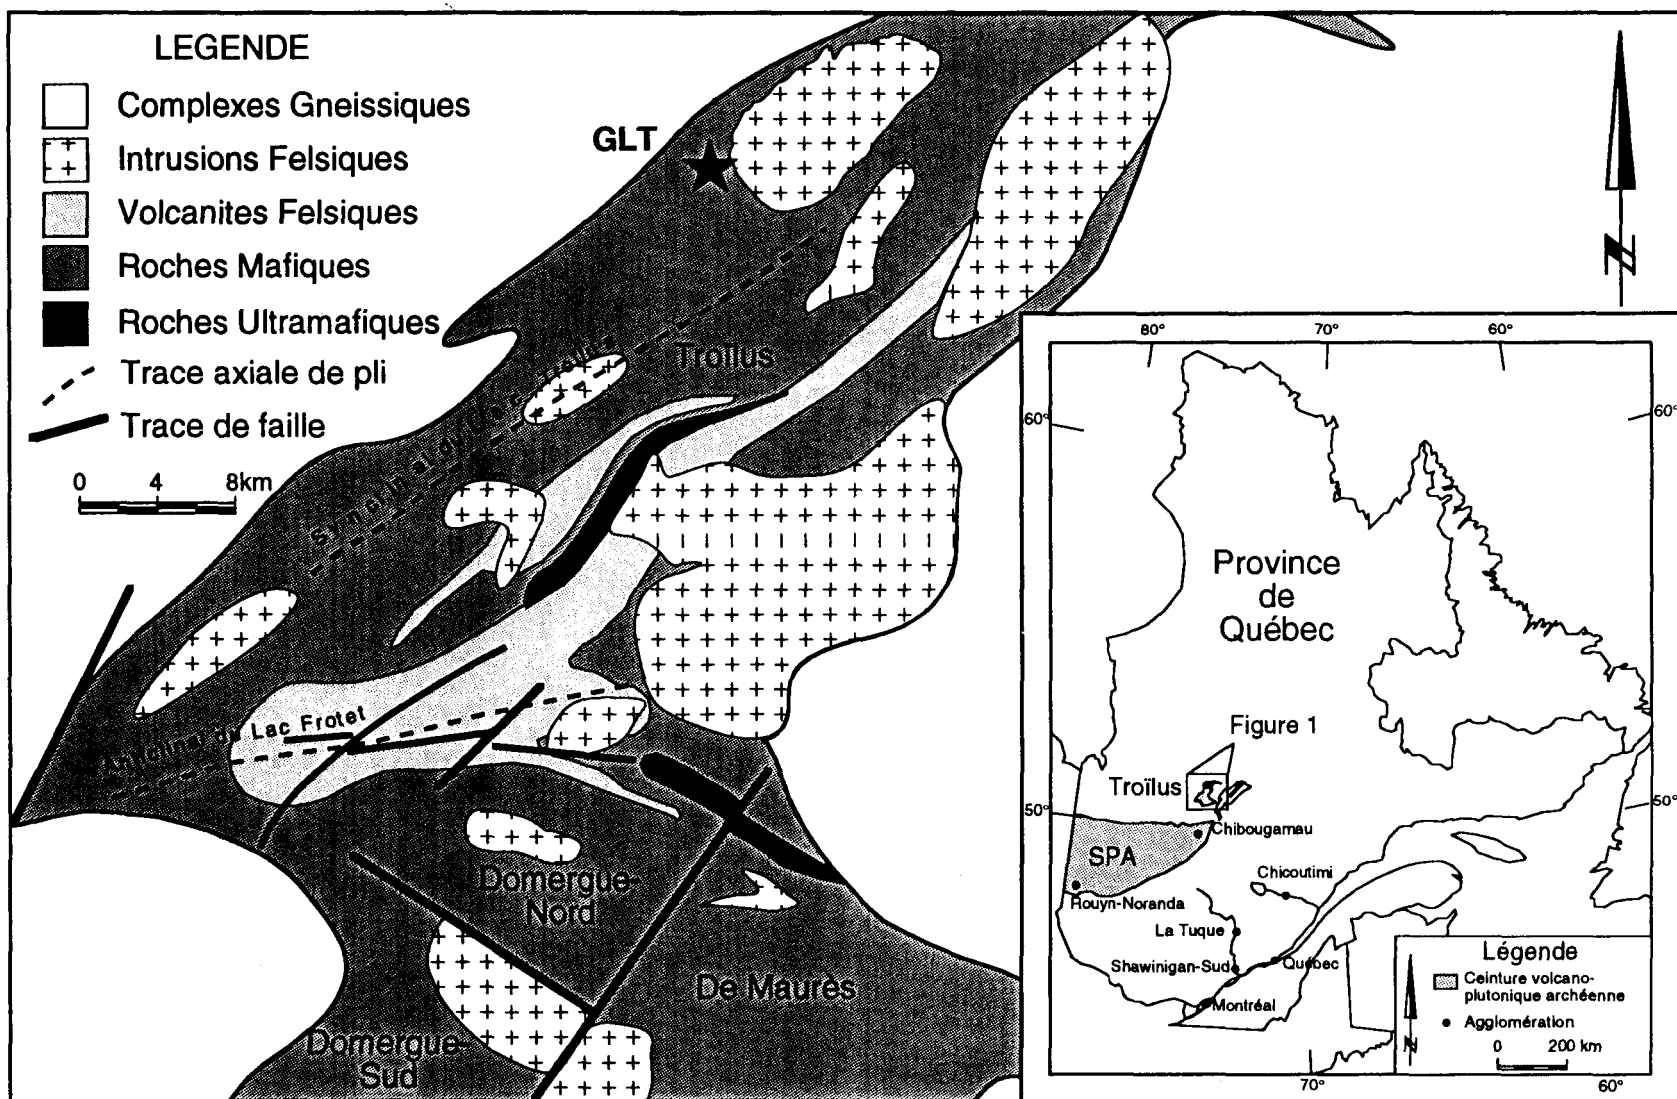 LEGENDE
Complexes Gneissiques
Intrusions Felsiques
Volcanites Felsiques
Roches Mafiques
Roches Ultramafiques
Trace axiale de pli
Trace de faille
0 4 8km
GLT
N
Troïlus
Anticlinal du Lac Frotet
Domergue-
Nord
De Maurès
Domergue-
Sud
80° 70° 60°
60° 60°
Province
de
Québec
Figure 1
Troïlus
50° 50°
Chibougamau
SPA
Chicoutimi
Rouyn-Noranda
La Tuque
Shawinigan-Sud
Québec
Montréal
Légende
Ceinture volcano-
plutonique archéenne
Agglomération
N
0 200 km
70° 60°